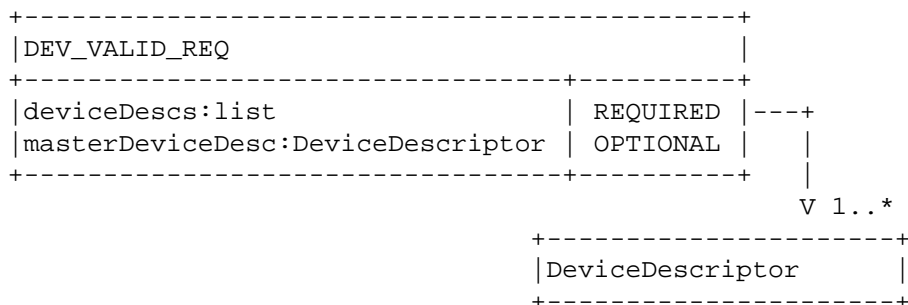 +---------------------------------------------+
|DEV_VALID_REQ                                |
+----------------------------------+----------+
|deviceDescs:list                  | REQUIRED |---+
|masterDeviceDesc:DeviceDescriptor | OPTIONAL |   |
+----------------------------------+----------+   |
                                                  V 1..*
                                 +----------------------+
                                 |DeviceDescriptor      |
                                 +----------------------+